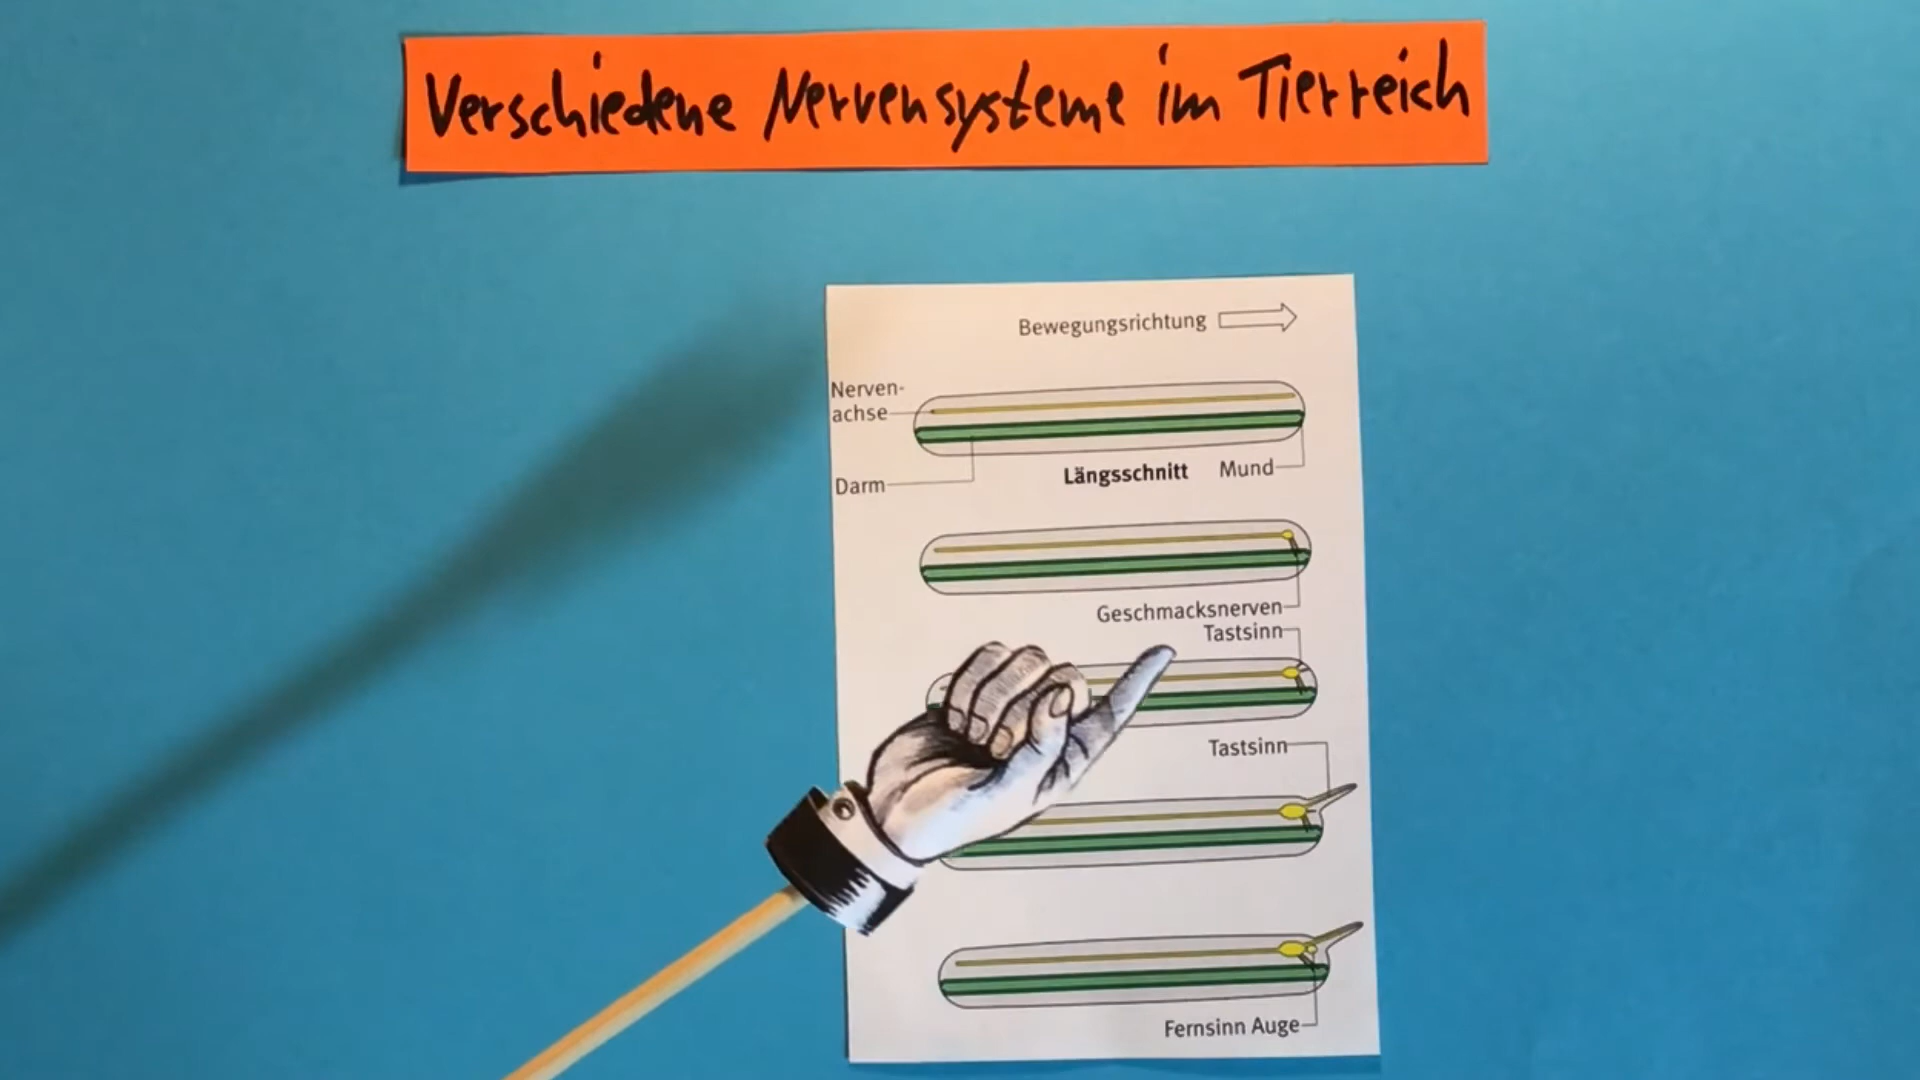 Verschiedene Nervensysteme im Tierreich
Bewegungsrichtung
Nerven-
achse
Darm
Längsschnitt Mund
Geschmacksnerven
Tastsinn
Tastsinn
Fernsinn Auge